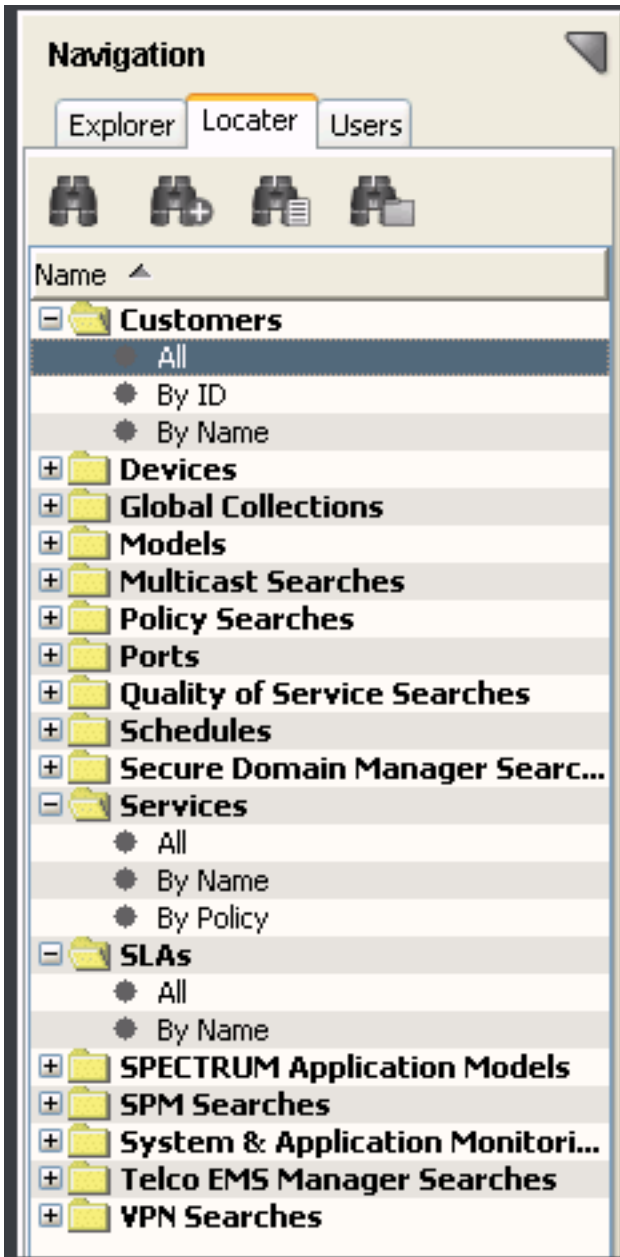 Navigation
Explorer Locater Users
Name
Customers
All
By ID
By Name
Devices
Global Collections
Models
Multicast Searches
Policy Searches
Ports
Quality of Service Searches
Schedules
Secure Domain Manager Searc...
Services
All
By Name
By Policy
SLAs
All
By Name
SPECTRUM Application Models
SPM Searches
System & Application Monitori...
Telco EMS Manager Searches
VPN Searches